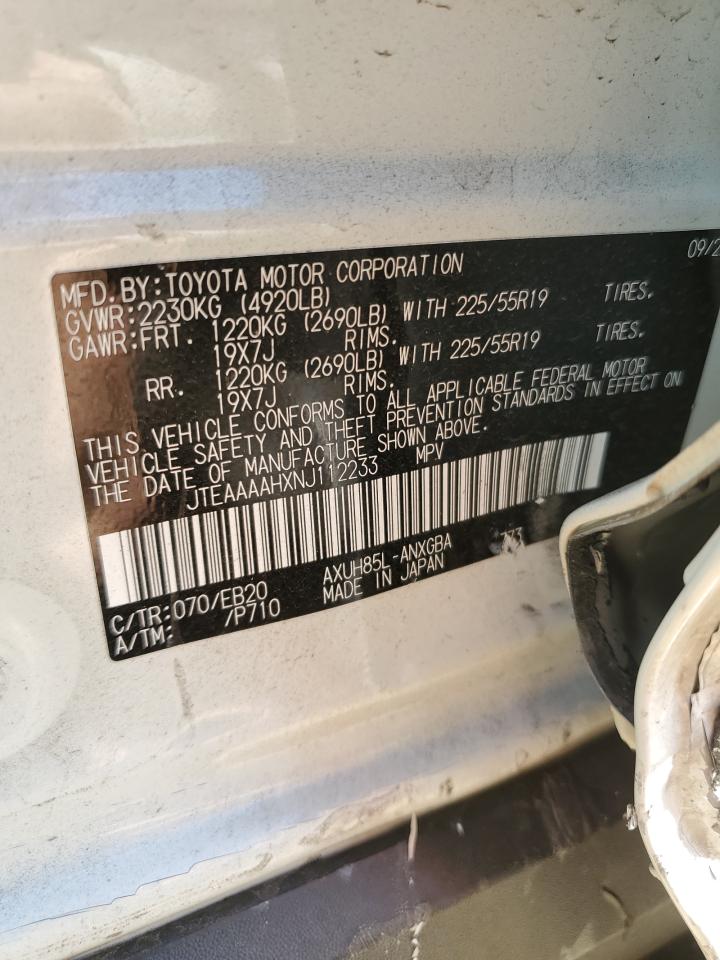 09/2
MFD. BY: TOYOTA MOTOR CORPORATION
GVWR: 2230KG (4920LB)
GAWR: FRT. 1220KG (2690LB) WITH 225/55R19 TIRES.
19X7J RIMS.
RR. 1220KG (2690LB) WITH 225/55R19 TIRES.
19X7J RIMS.
THIS VEHICLE CONFORMS TO ALL APPLICABLE FEDERAL MOTOR
VEHICLE SAFETY AND THEFT PREVENTION STANDARDS IN EFFECT ON
THE DATE OF MANUFACTURE SHOWN ABOVE.
JTEAAAAHXNJ112233 MPV
C/TR: 070/EB20 AXUH85L-ANXGBA
A/TM: /P710 MADE IN JAPAN